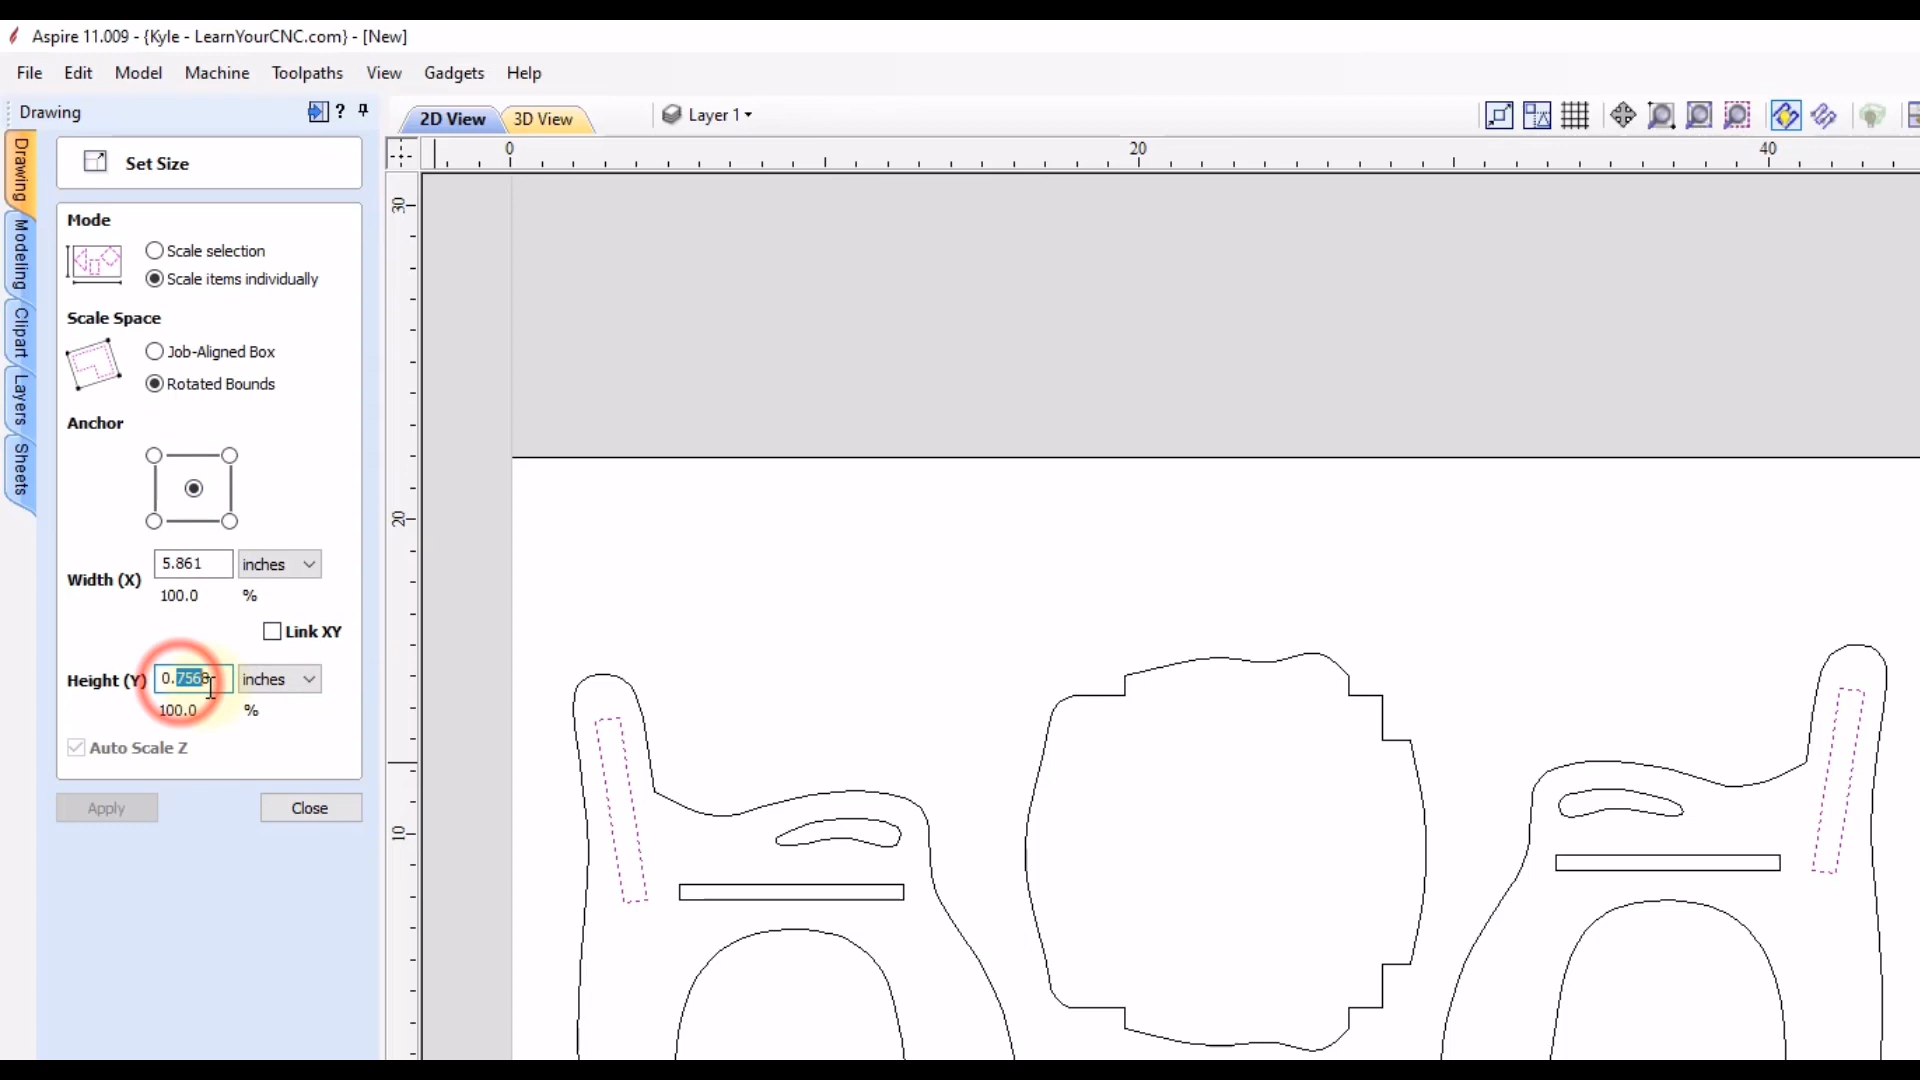 Aspire 11.009 - {Kyle - LearnYourCNC.com} - [New]
File Edit Model Machine Toolpaths View Gadgets Help
Drawing ?
2D View 3D View Layer 1
Set Size
0 20 40
Drawing
Modeling
Clipart
Layers
Sheets
30
20
10
Mode
Scale selection
Scale items individually
Scale Space
Job-Aligned Box
Rotated Bounds
Anchor
Width (X) 5.861 inches
100.0 %
Link XY
Height (Y) 0.7568 inches
100.0 %
Auto Scale Z
Apply Close